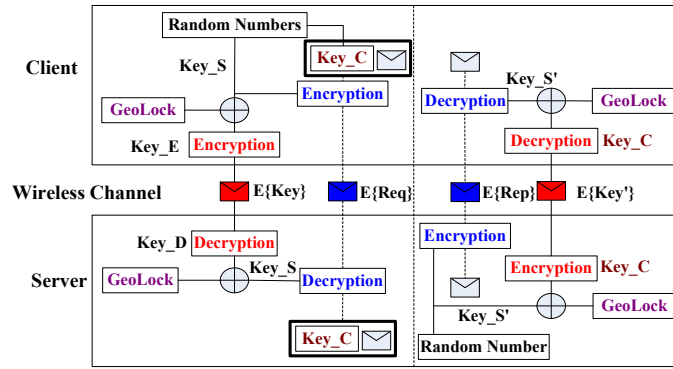 Random Numbers
Key_C
Client
Key_S
Key_S'
Encryption
Decryption
GeoLock
GeoLock
Key_E
Encryption
Decryption
Key_C
Wireless Channel
E{Key}
E{Req}
E{Rep}
E{Key'}
Key_D
Decryption
Encryption
Server
GeoLock
Key_S
Decryption
Encryption
Key_C
GeoLock
Key_S'
Key_C
Random Number